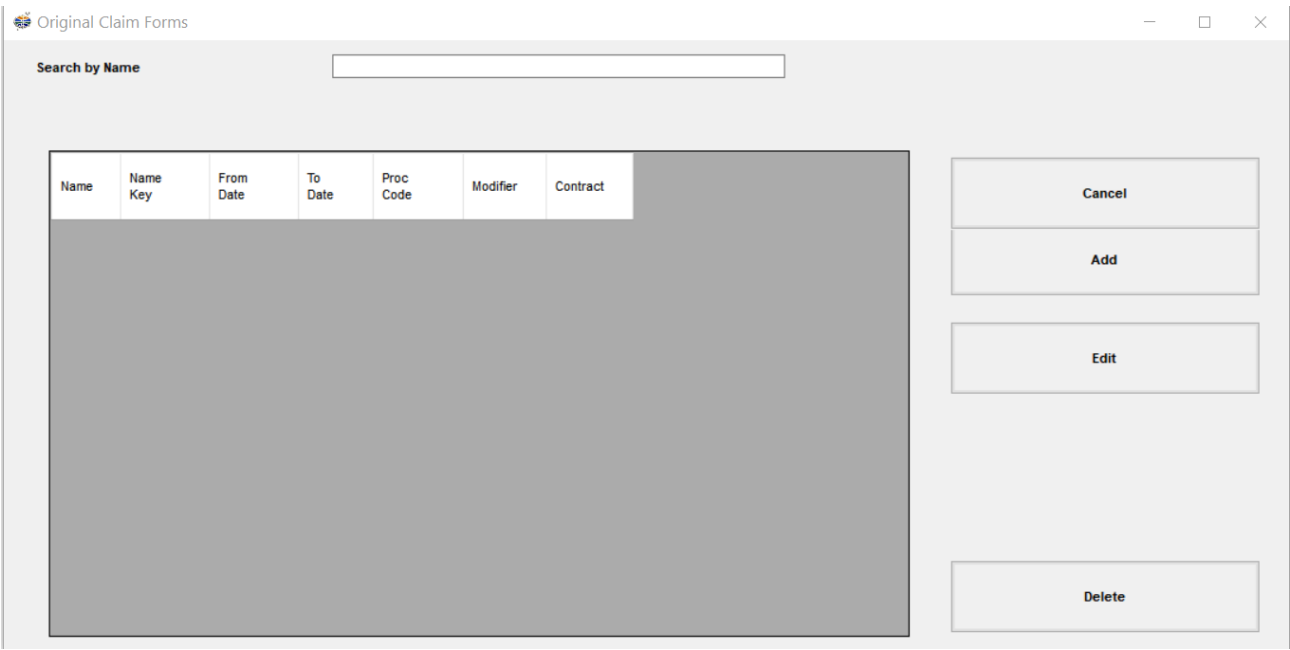 Original Claim Forms
Search by Name
Name
Name
Key
From
Date
To
Date
Proc
Code
Modifier
Contract
Cancel
Add
Edit
Delete